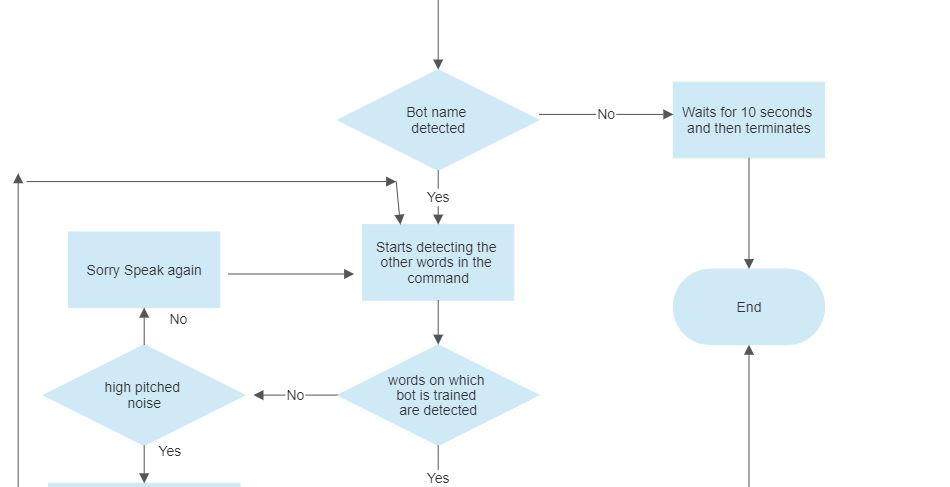 Bot name
detected
No
Waits for 10 seconds
and then terminates
Yes
Starts detecting the
other words in the
command
Sorry Speak again
End
No
high pitched
noise
No
words on which
bot is trained
are detected
Yes
Yes